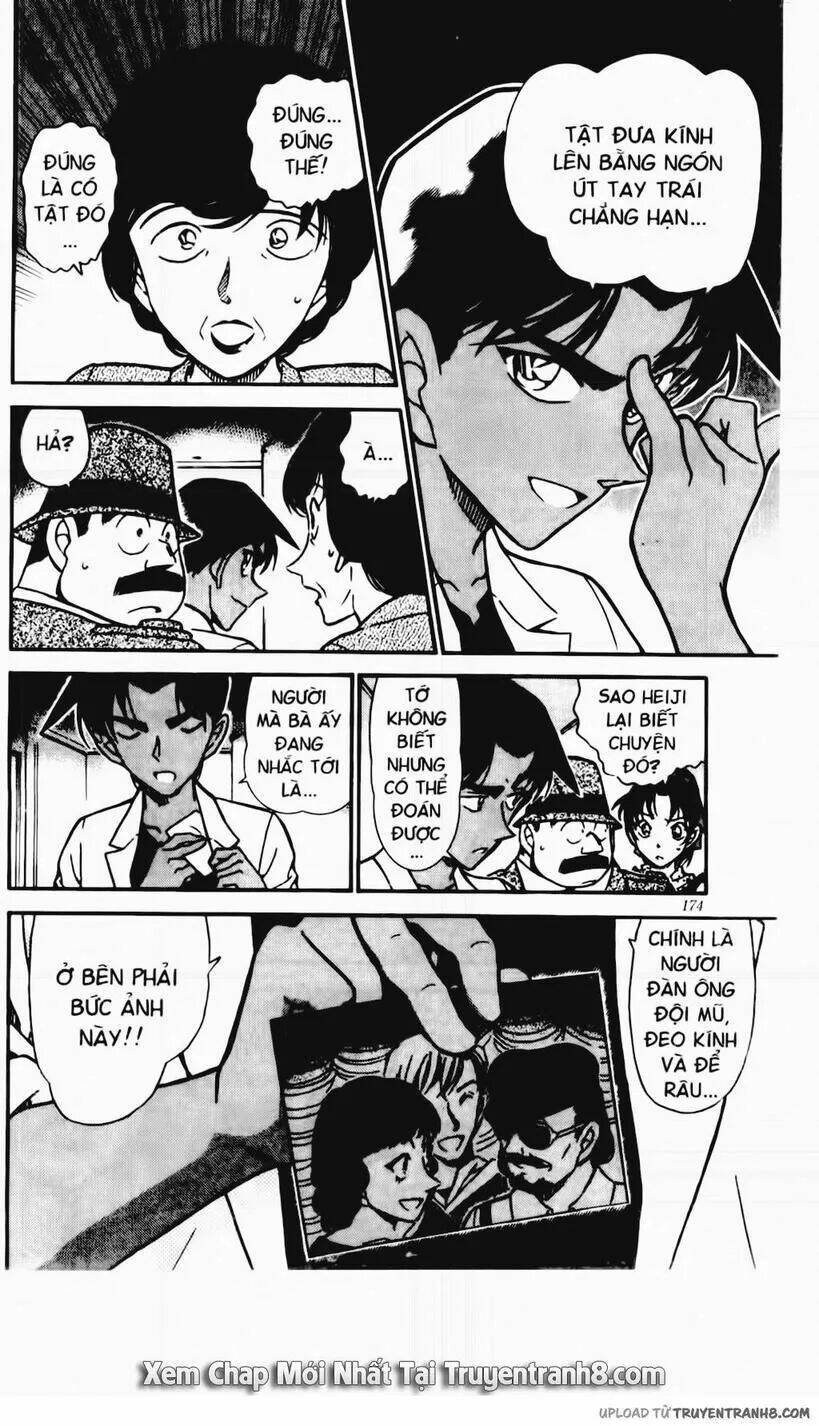 TẬT ĐƯA KÍNH
LÊN BẰNG NGÓN
ÚT TAY TRÁI
CHẲNG HẠN...
ĐÚNG...
ĐÚNG
THẾ!
ĐÚNG
LÀ CÓ
TẬT ĐÓ
...
À...
HẢ?
SAO HEIJI
LẠI BIẾT
CHUYỆN
ĐÓ?
TỚ
KHÔNG
BIẾT
NHƯNG
CÓ THỂ
ĐOÁN
ĐƯỢC
...
NGƯỜI
MÀ BÀ ẤY
ĐANG
NHẮC TỚI
LÀ...
174
CHÍNH LÀ
NGƯỜI
ĐÀN ÔNG
ĐỘI MŨ,
ĐEO KÍNH
VÀ ĐỂ
RÂU...
Ở BÊN PHẢI
BỨC ẢNH
NÀY!!
Xem Chap Mới Nhất Tại Truyentranh8.com
UPLOAD TỪ TRUYENTRANH8.COM